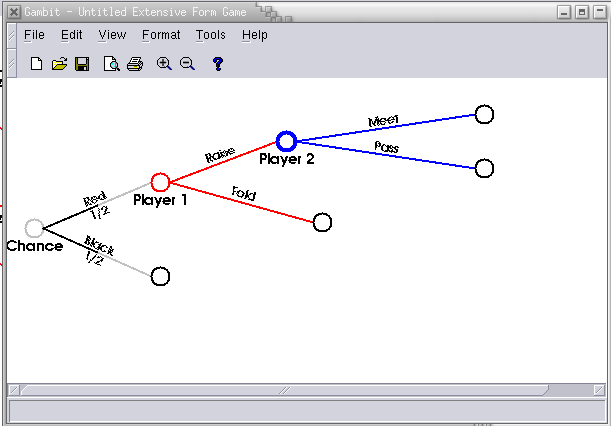 Gambit - Untitled Extensive Form Game
File Edit View Format Tools Help
Meet
Raise
Pass
Player 2
Red
1/2
Player 1
Fold
Chance
Black
1/2